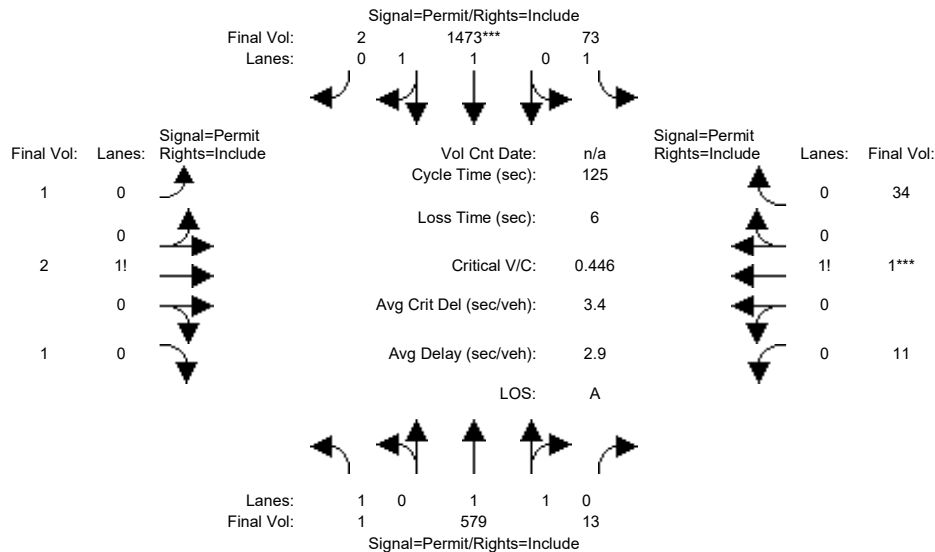 Signal=Permit/Rights=Include
Final Vol: 2 1473*** 73
Lanes: 0 1 1 0 1
Signal=Permit Signal=Permit
Final Vol: Lanes: Rights=Include Vol Cnt Date: n/a Rights=Include Lanes: Final Vol:
Cycle Time (sec): 125
1 0 0 34
Loss Time (sec): 6
0 0
2 1! Critical V/C: 0.446 1! 1***
0 Avg Crit Del (sec/veh): 3.4 0
1 0 Avg Delay (sec/veh): 2.9 0 11
LOS: A
Lanes: 1 0 1 1 0
Final Vol: 1 579 13
Signal=Permit/Rights=Include